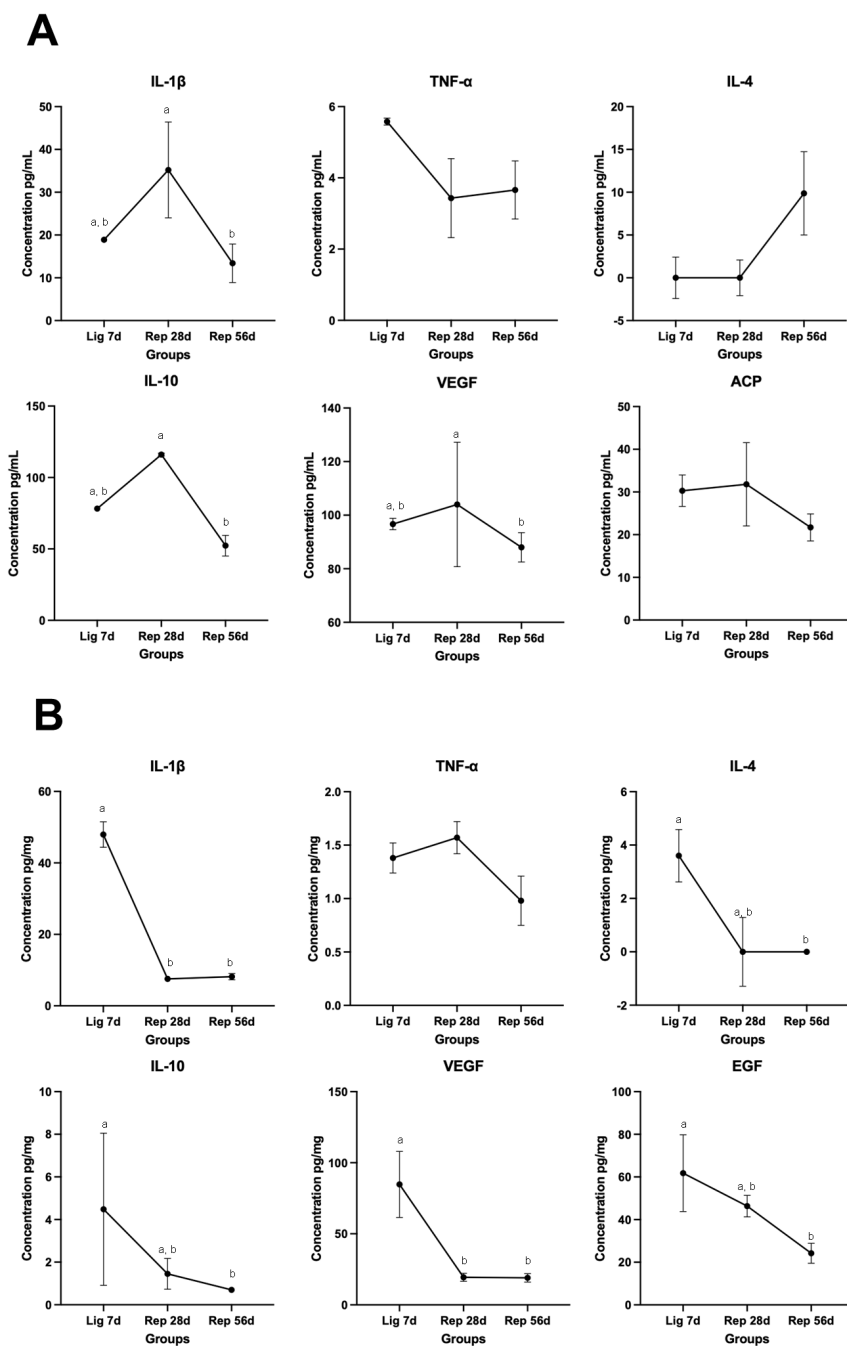 A
IL-1β
Concentration pg/mL
50
40
30
20
10
0
a, b
a
b
Lig 7d Rep 28d Rep 56d
Groups
TNF-α
Concentration pg/mL
6
4
2
0
Lig 7d Rep 28d Rep 56d
Groups
IL-4
Concentration pg/mL
20
15
10
5
0
-5
Lig 7d Rep 28d Rep 56d
Groups
IL-10
Concentration pg/mL
150
100
50
0
a, b
a
b
Lig 7d Rep 28d Rep 56d
Groups
VEGF
Concentration pg/mL
140
120
100
80
60
a, b
a
b
Lig 7d Rep 28d Rep 56d
Groups
ACP
Concentration pg/mL
50
40
30
20
10
0
Lig 7d Rep 28d Rep 56d
Groups
B
IL-1β
Concentration pg/mg
60
40
20
0
a
b
b
Lig 7d Rep 28d Rep 56d
Groups
TNF-α
Concentration pg/mg
2.0
1.5
1.0
0.5
0.0
Lig 7d Rep 28d Rep 56d
Groups
IL-4
Concentration pg/mg
6
4
2
0
-2
a
a, b
b
Lig 7d Rep 28d Rep 56d
Groups
IL-10
Concentration pg/mg
10
8
6
4
2
0
a
a, b
b
Lig 7d Rep 28d Rep 56d
Groups
VEGF
Concentration pg/mg
150
100
50
0
a
b
b
Lig 7d Rep 28d Rep 56d
Groups
EGF
Concentration pg/mg
100
80
60
40
20
0
a
a, b
b
Lig 7d Rep 28d Rep 56d
Groups